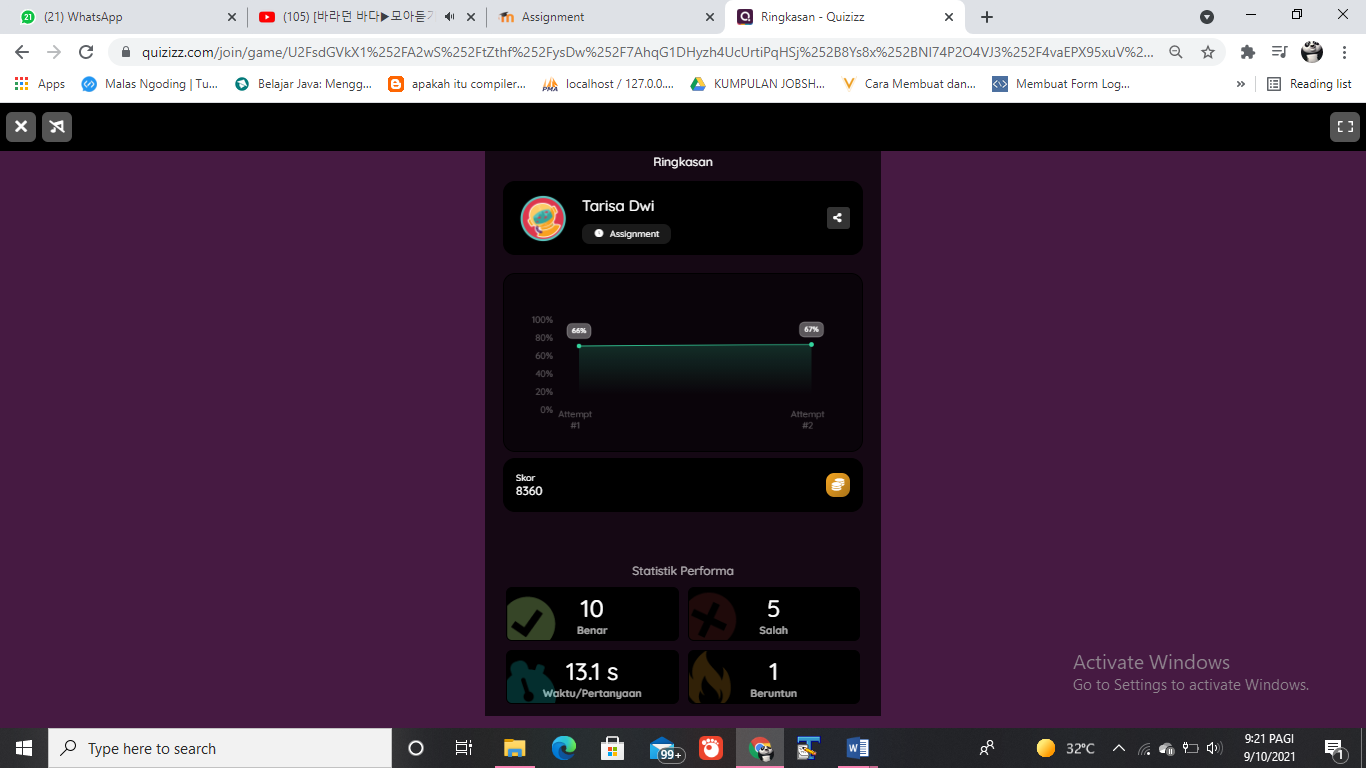 (21) WhatsApp
(105) [바라던 바다▶모아듣기
Assignment
Ringkasan - Quizizz
quizizz.com/join/game/U2FsdGVkX1%252FA2wS%252FtZthf%252FysDw%252F7AhqG1DHyzh4UcUrtiPqHSj%252B8Ys8x%252BNI74P2O4VJ3%252F4vaEPX95xuV%2...
Apps
Malas Ngoding | Tu...
Belajar Java: Mengg...
apakah itu compiler...
localhost / 127.0.0....
KUMPULAN JOBSH...
Cara Membuat dan...
Membuat Form Log...
»
Reading list
Ringkasan
Tarisa Dwi
Assignment
100%
80%
60%
40%
20%
0%
66%
67%
Attempt
#1
Attempt
#2
Skor
8360
Statistik Performa
10
Benar
5
Salah
13.1 s
Waktu/Pertanyaan
1
Beruntun
Activate Windows
Go to Settings to activate Windows.
Type here to search
99+
32°C
9:21 PAGI
9/10/2021
1